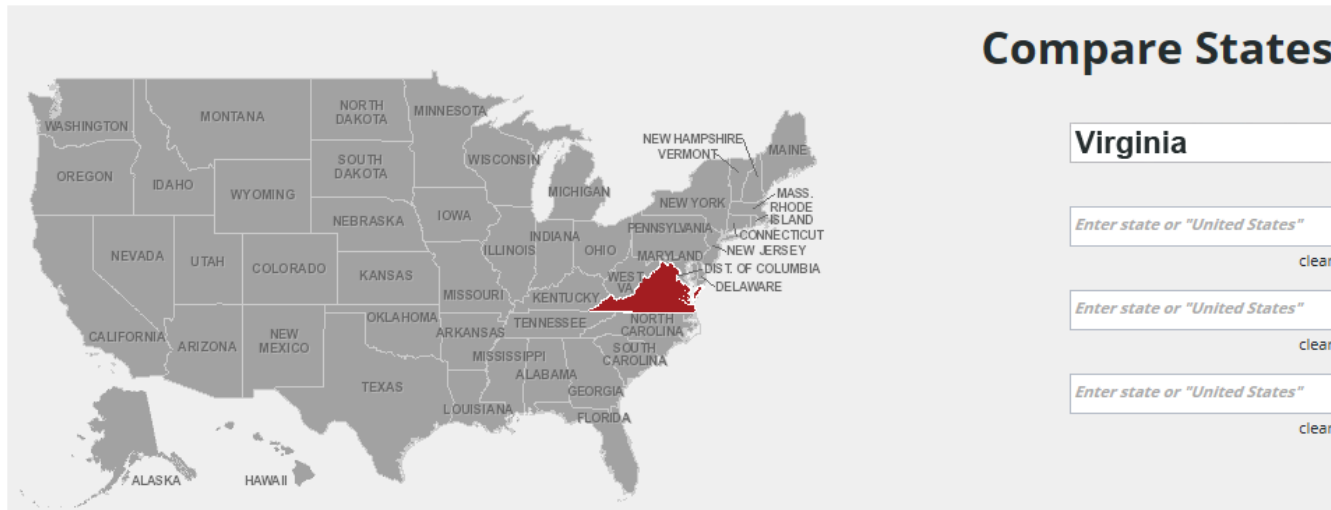 Compare States
Virginia
Enter state or "United States"
clear
Enter state or "United States"
clear
Enter state or "United States"
clear
WASHINGTON
MONTANA
NORTH
DAKOTA
MINNESOTA
OREGON
IDAHO
WYOMING
SOUTH
DAKOTA
WISCONSIN
MICHIGAN
NEW HAMPSHIRE
VERMONT
MAINE
NEW YORK
MASS.
RHODE
ISLAND
CONNECTICUT
NEVADA
UTAH
COLORADO
NEBRASKA
IOWA
ILLINOIS
INDIANA
OHIO
PENNSYLVANIA
NEW JERSEY
MARYLAND
DIST. OF COLUMBIA
DELAWARE
WEST
VA
KANSAS
MISSOURI
KENTUCKY
CALIFORNIA
ARIZONA
NEW
MEXICO
OKLAHOMA
ARKANSAS
TENNESSEE
NORTH
CAROLINA
SOUTH
CAROLINA
MISSISSIPPI
ALABAMA
GEORGIA
TEXAS
LOUISIANA
FLORIDA
ALASKA
HAWAII